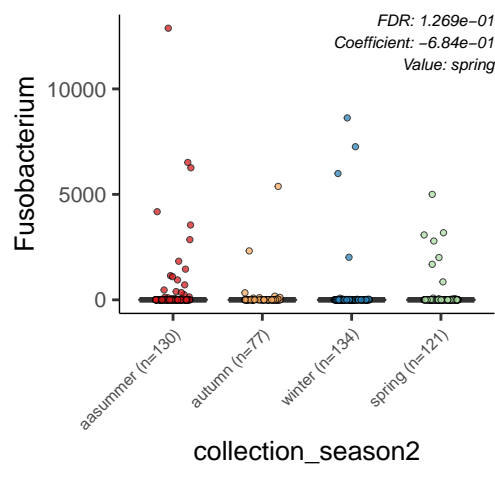 FDR: 1.269e−01
Coefficient: −6.84e−01
Value: spring
Fusobacterium
10000
5000
0
aasummer (n=130)
autumn (n=77)
winter (n=134)
spring (n=121)
collection_season2